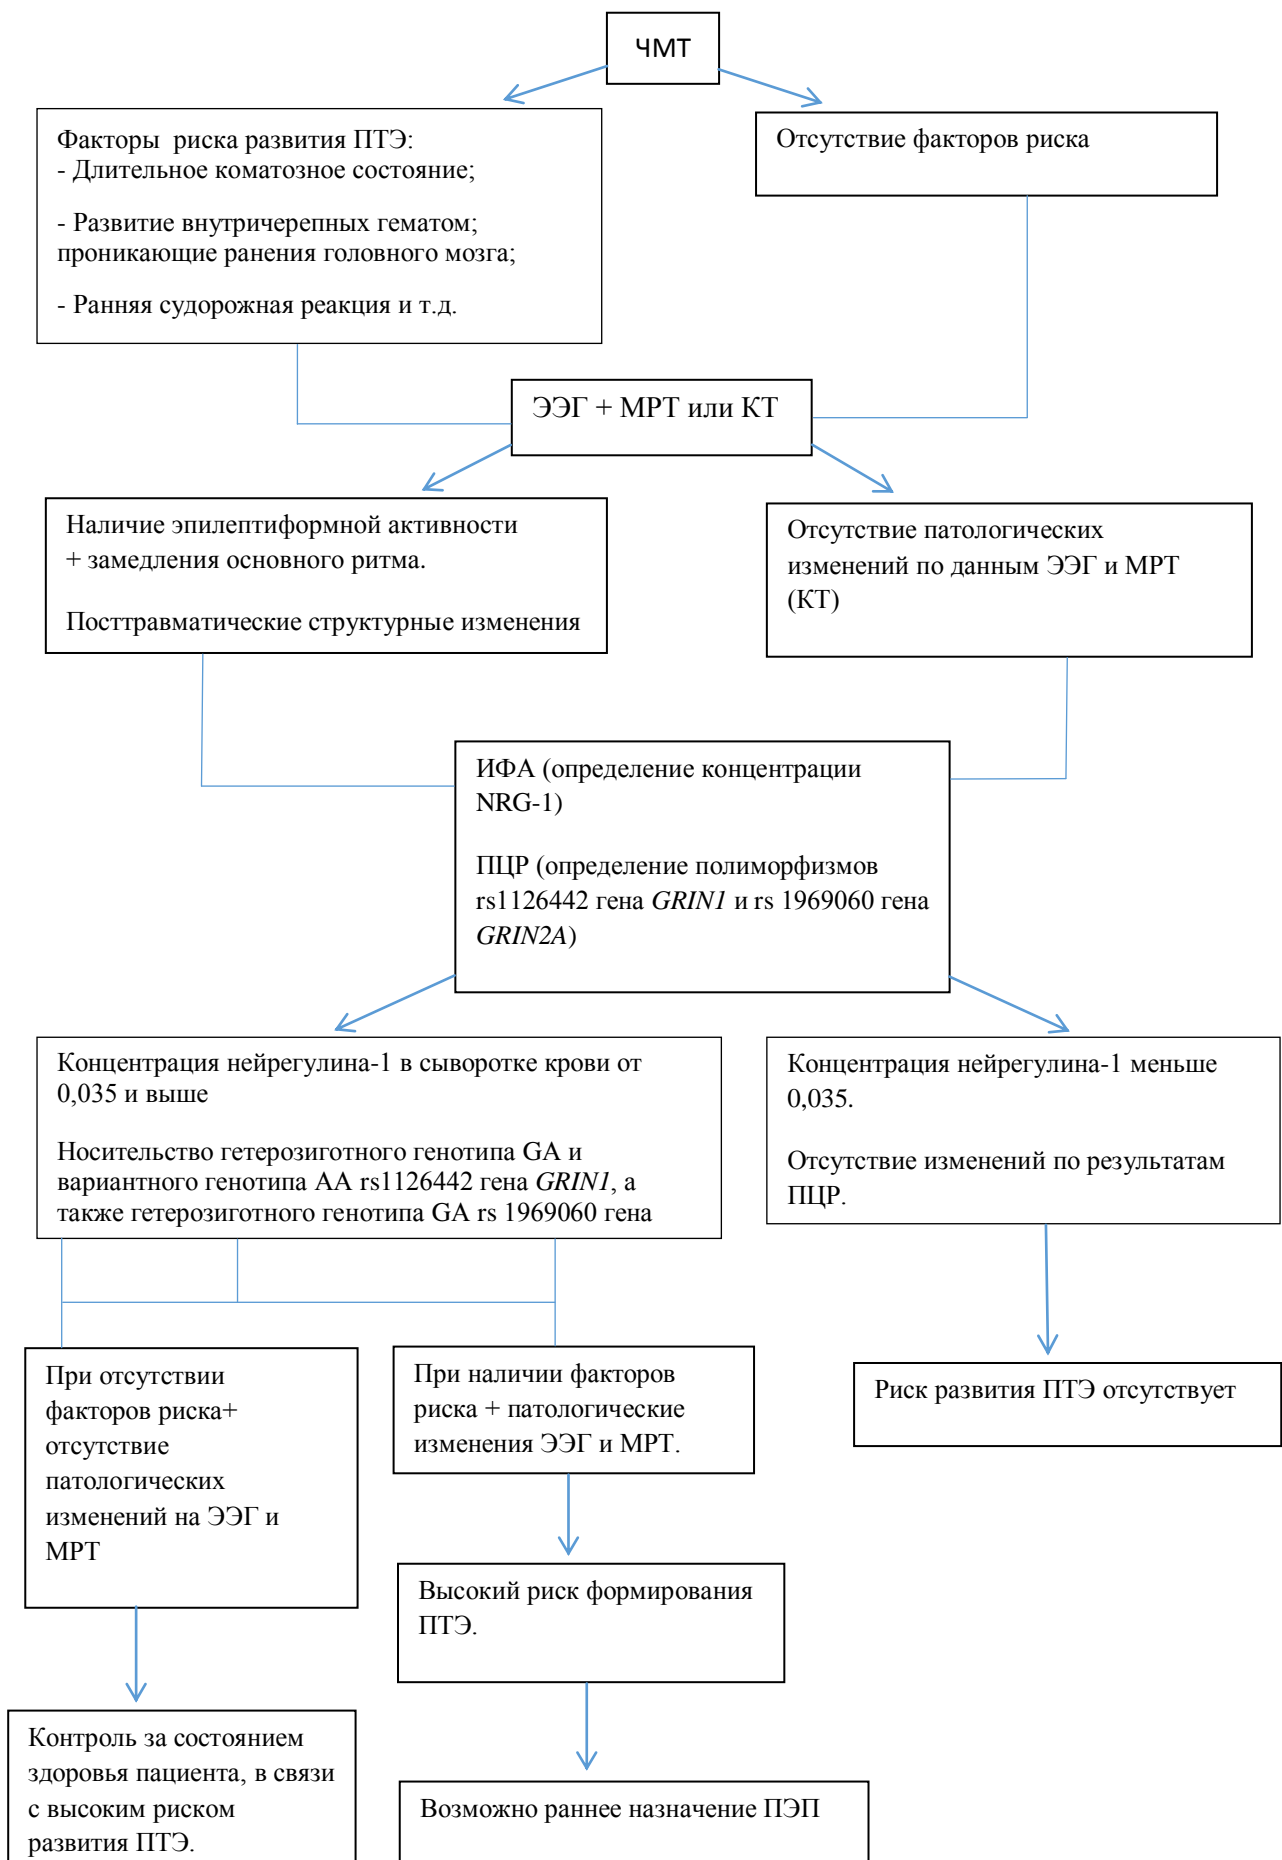 ЧМТ
Факторы риска развития ПТЭ:
- Длительное коматозное состояние;
- Развитие внутричерепных гематом;
проникающие ранения головного мозга;
- Ранняя судорожная реакция и т.д.
Отсутствие факторов риска
ЭЭГ + МРТ или КТ
Наличие эпилептиформной активности
+ замедления основного ритма.
Посттравматические структурные изменения
Отсутствие патологических
изменений по данным ЭЭГ и МРТ
(КТ)
ИФА (определение концентрации
NRG-1)
ПЦР (определение полиморфизмов
rs1126442 гена GRIN1 и rs 1969060 гена
GRIN2A)
Концентрация нейрегулина-1 в сыворотке крови от
0,035 и выше
Носительство гетерозиготного генотипа GA и
вариантного генотипа АА rs1126442 гена GRIN1, а
также гетерозиготного генотипа GA rs 1969060 гена
Концентрация нейрегулина-1 меньше
0,035.
Отсутствие изменений по результатам
ПЦР.
При отсутствии
факторов риска+
отсутствие
патологических
изменений на ЭЭГ и
МРТ
При наличии факторов
риска + патологические
изменения ЭЭГ и МРТ.
Риск развития ПТЭ отсутствует
Высокий риск формирования
ПТЭ.
Контроль за состоянием
здоровья пациента, в связи
с высоким риском
развития ПТЭ.
Возможно раннее назначение ПЭП